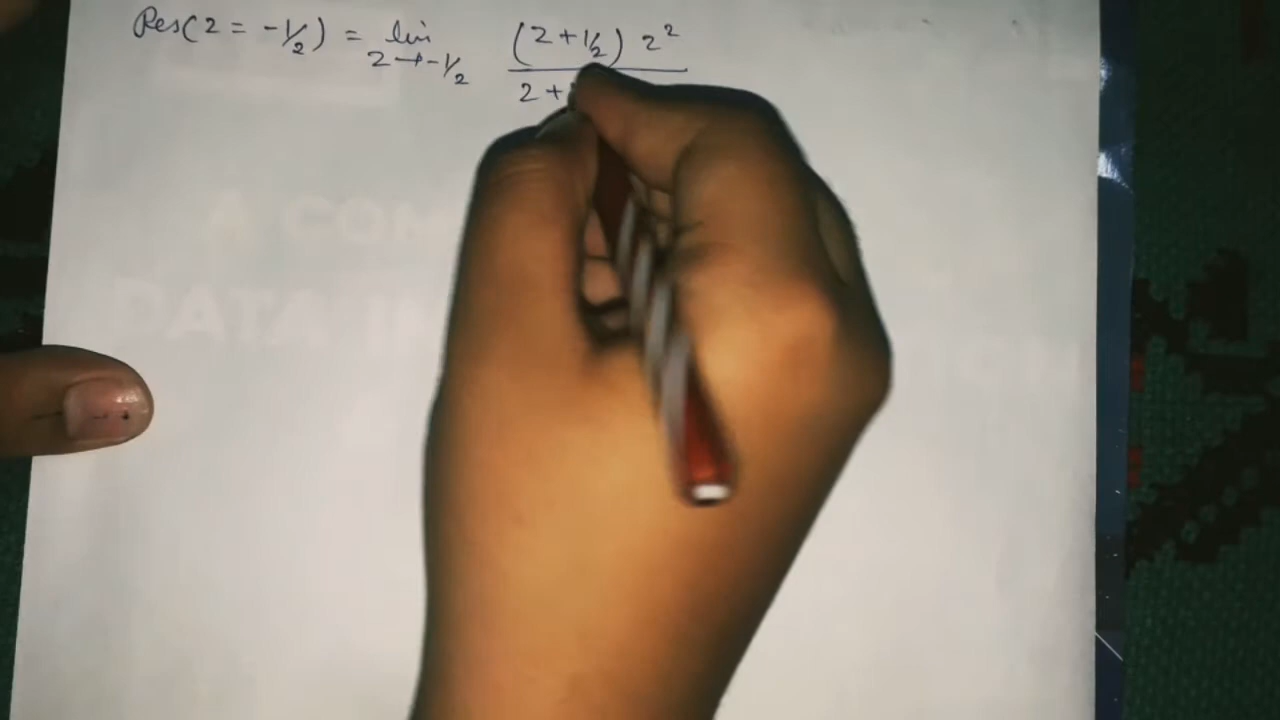 Res(z = -1/2) = lim z→-1/2 (z+1/2) z² / z+